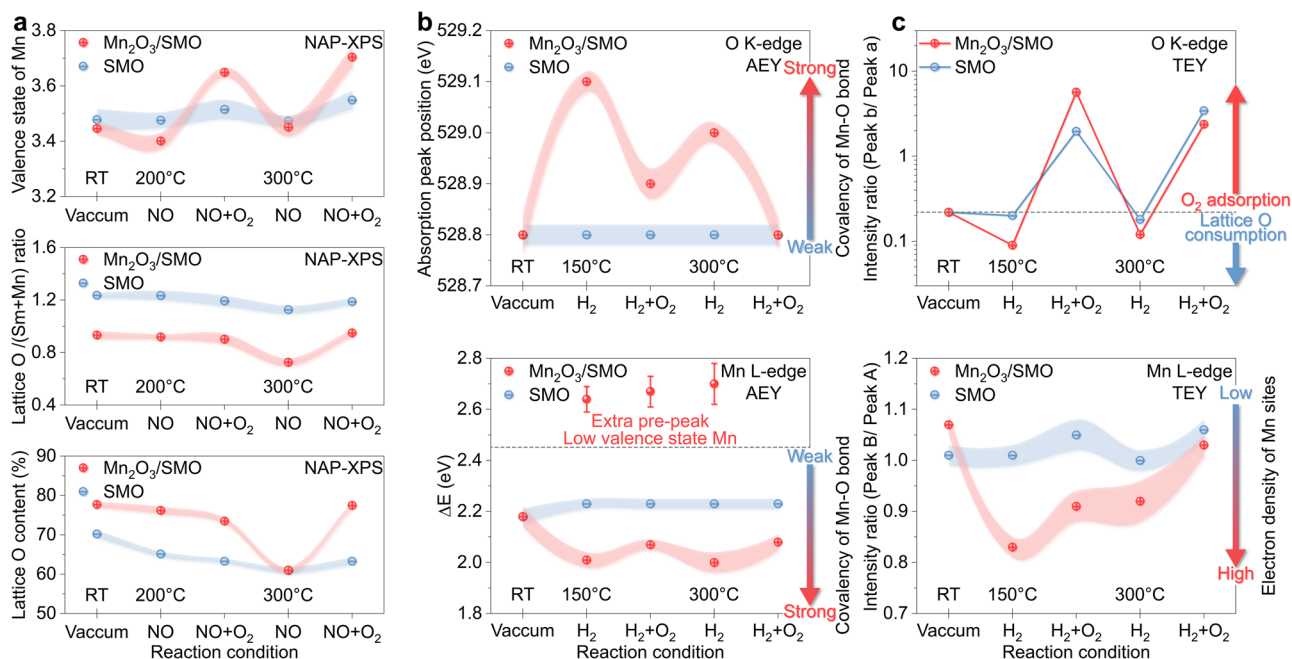 a
Valence state of Mn
3.8
3.6
3.4
3.2
Mn₂O₃/SMO
SMO
NAP-XPS
RT
200°C
300°C
Vaccum
NO
NO+O₂
NO
NO+O₂
Lattice O /(Sm+Mn) ratio
1.6
1.2
0.8
0.4
Mn₂O₃/SMO
SMO
NAP-XPS
RT
200°C
300°C
Vaccum
NO
NO+O₂
NO
NO+O₂
Lattice O content (%)
90
80
70
60
50
Mn₂O₃/SMO
SMO
NAP-XPS
RT
200°C
300°C
Vaccum
NO
NO+O₂
NO
NO+O₂
Reaction condition
b
Absorption peak position (eV)
529.2
529.1
529.0
528.9
528.8
528.7
Mn₂O₃/SMO
SMO
O K-edge
AEY
Strong
Weak
Covalency of Mn-O bond
RT
150°C
300°C
Vaccum
H₂
H₂+O₂
H₂
H₂+O₂
ΔE (eV)
2.8
2.6
2.4
2.2
2.0
1.8
Mn₂O₃/SMO
SMO
Mn L-edge
AEY
Extra pre-peak
Low valence state Mn
Weak
Strong
Covalency of Mn-O bond
RT
150°C
300°C
Vaccum
H₂
H₂+O₂
H₂
H₂+O₂
Reaction condition
c
Intensity ratio (Peak b/ Peak a)
10
1
0.1
Mn₂O₃/SMO
SMO
O K-edge
TEY
O₂ adsorption
Lattice O
consumption
RT
150°C
300°C
Vaccum
H₂
H₂+O₂
H₂
H₂+O₂
Intensity ratio (Peak B/ Peak A)
1.2
1.1
1.0
0.9
0.8
0.7
Mn₂O₃/SMO
SMO
Mn L-edge
TEY
Low
High
Electron density of Mn sites
RT
150°C
300°C
Vaccum
H₂
H₂+O₂
H₂
H₂+O₂
Reaction condition